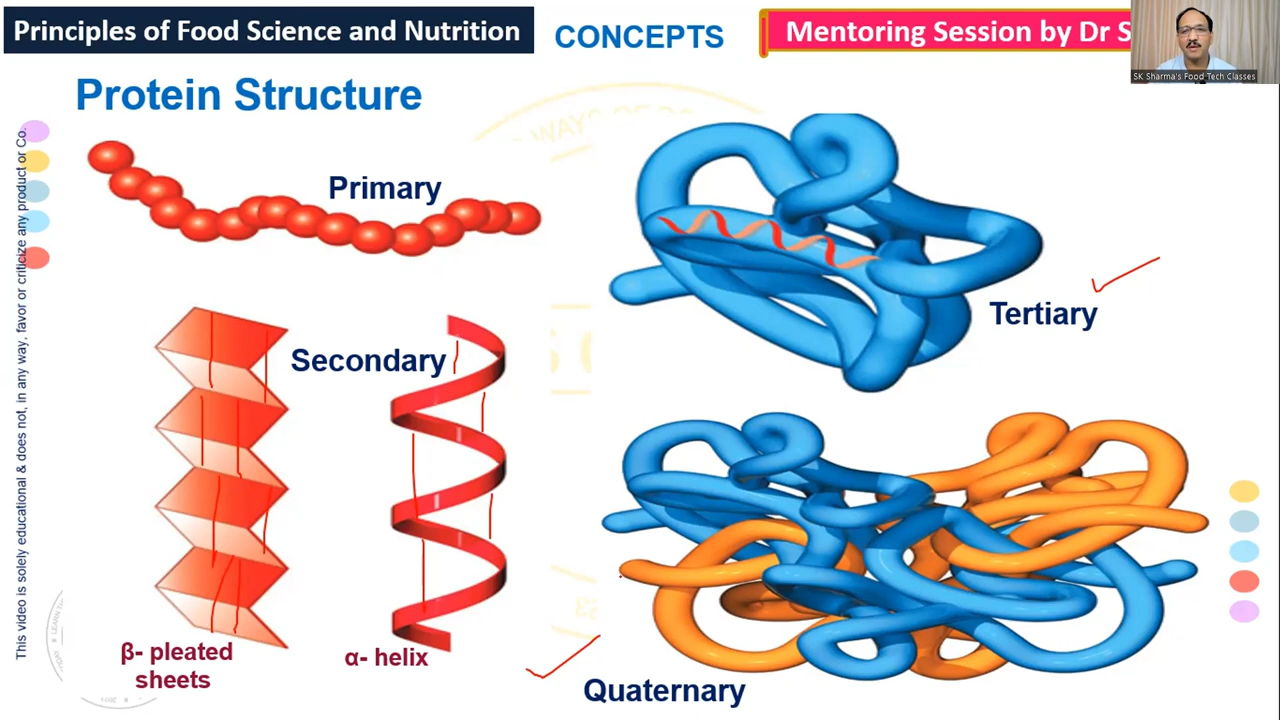 Principles of Food Science and Nutrition
CONCEPTS
Mentoring Session by Dr S
SK Sharma's Food Tech Classes
Protein Structure
This video is solely educational & does not, in any way, favor or criticize any product or Co.
Primary
Secondary
Tertiary
β- pleated
sheets
α- helix
Quaternary